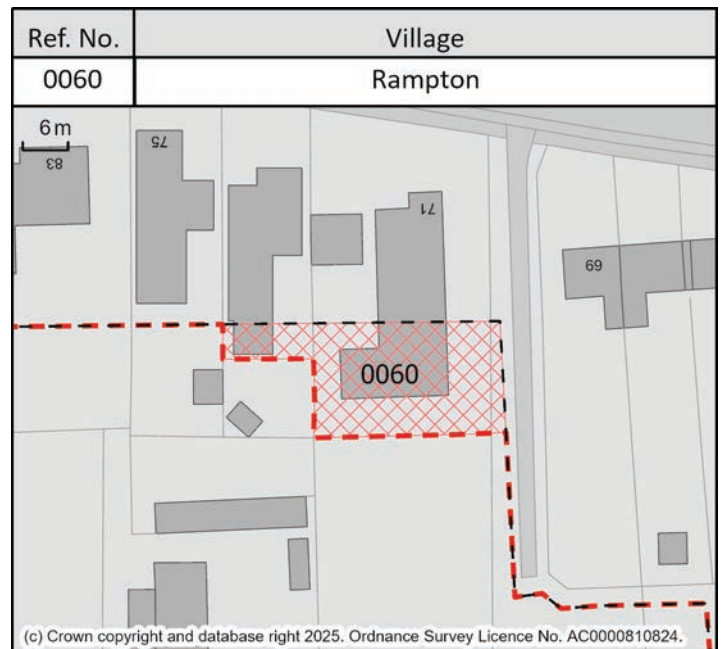 Ref. No. Village
0060 Rampton
6 m
83
75
71
69
0060
(c) Crown copyright and database right 2025. Ordnance Survey Licence No. AC0000810824.